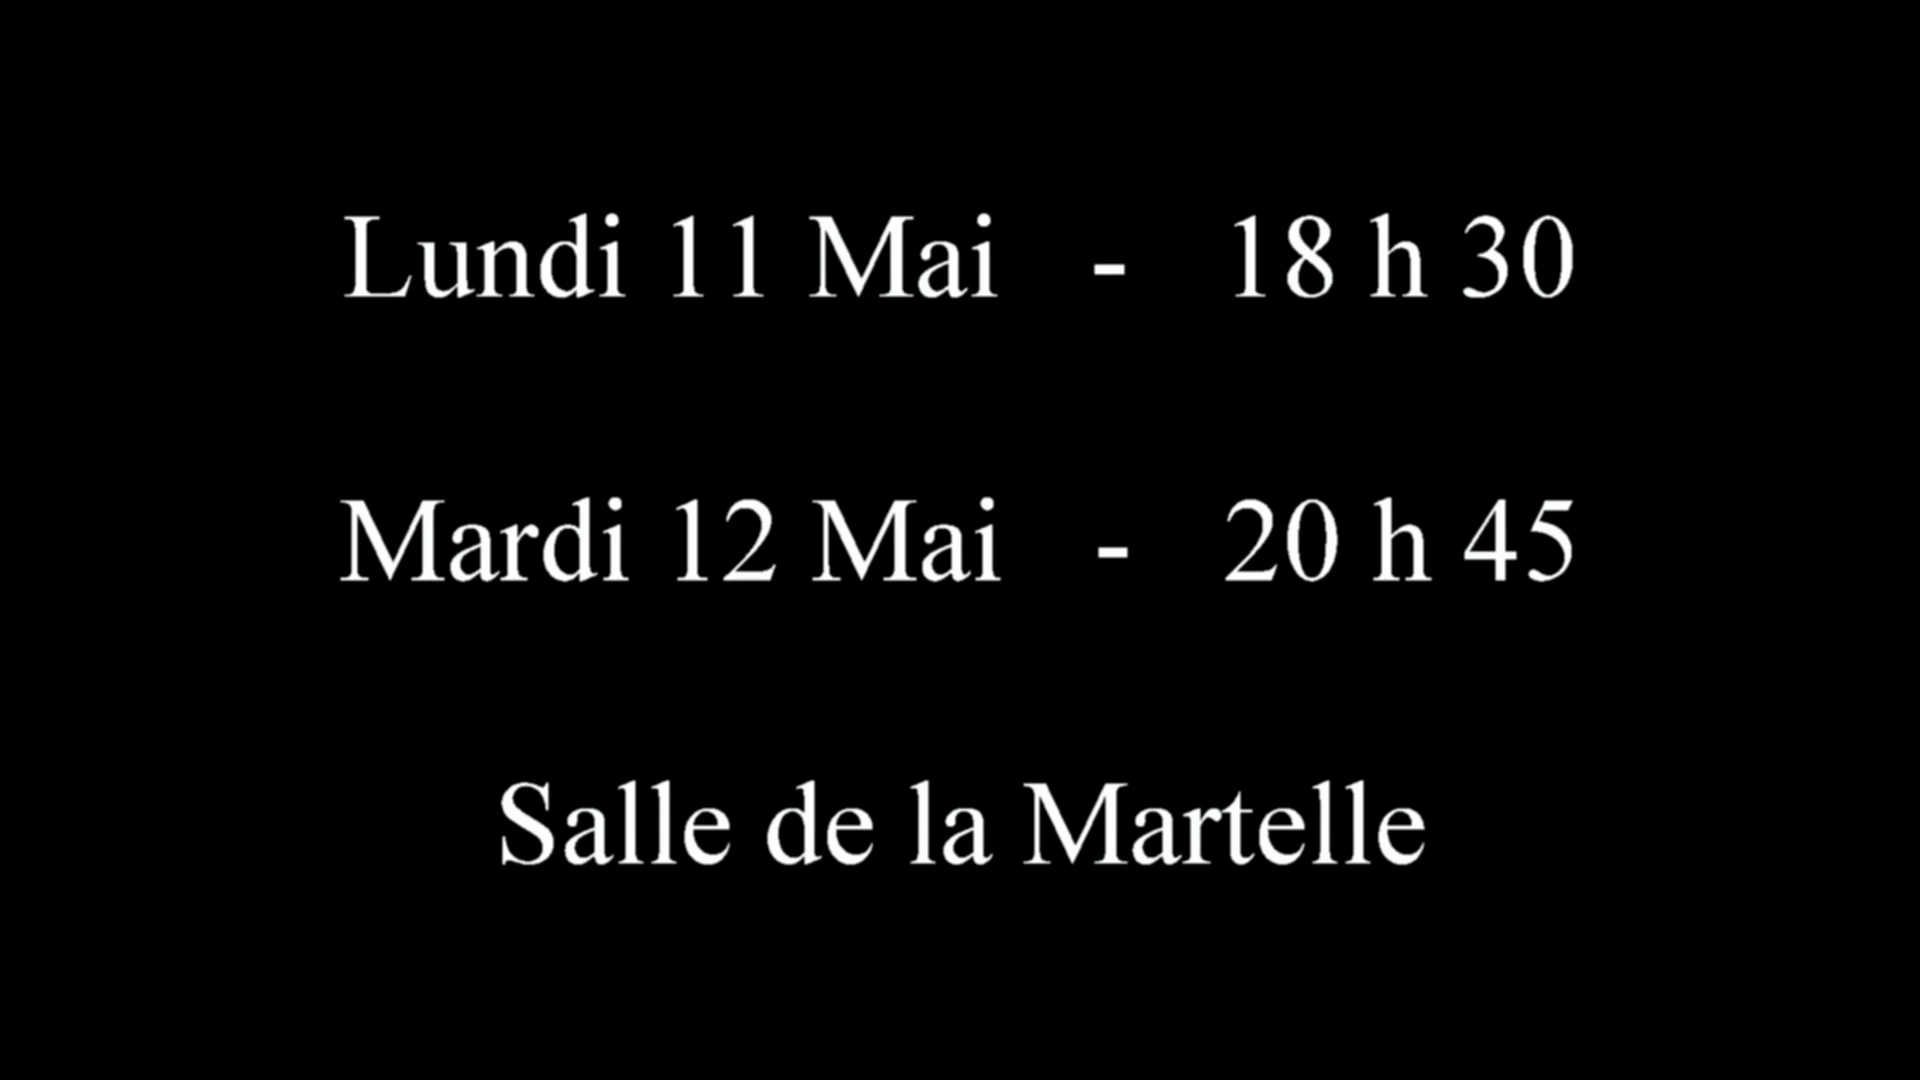 Lundi 11 Mai - 18 h 30
Mardi 12 Mai - 20 h 45
Salle de la Martelle